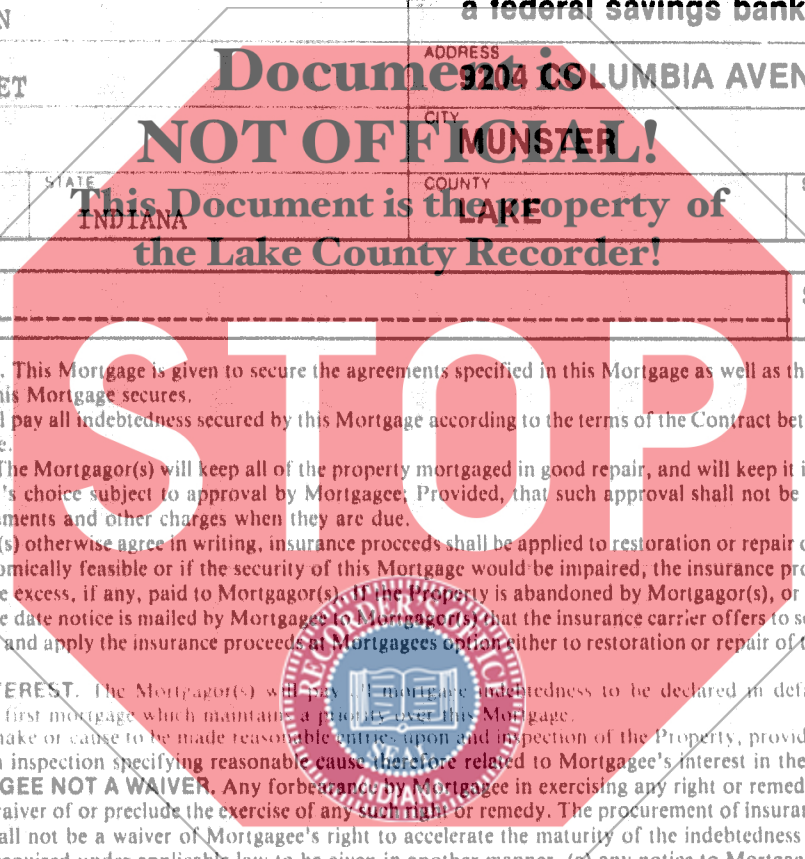 N
a federal savings bank
Document is
ADDRESS
ET
9204 COLUMBIA AVEN
NOT OFFICIAL!
CITY
MUNSTER
STATE
COUNTY
This Document is the property of
INDIANA
LAKE
the Lake County Recorder!
STOP
. This Mortgage is given to secure the agreements specified in this Mortgage as well as the
his Mortgage secures.
pay all indebtedness secured by this Mortgage according to the terms of the Contract bet
e.
The Mortgagor(s) will keep all of the property mortgaged in good repair, and will keep it i
's choice subject to approval by Mortgagee; Provided, that such approval shall not be
ments and other charges when they are due.
(s) otherwise agree in writing, insurance proceeds shall be applied to restoration or repair o
omically feasible or if the security of this Mortgage would be impaired, the insurance pro
e excess, if any, paid to Mortgagor(s). If the Property is abandoned by Mortgagor(s), or
e date notice is mailed by Mortgagee to Mortgagor(s) that the insurance carrier offers to s
and apply the insurance proceeds at Mortgagees option either to restoration or repair of t
EREST. The Mortgagor(s) will pay all mortgage indebtedness to be declared in def
first mortgage which maintains a priority over this Mortgage.
make or cause to be made reasonable entries upon and inspection of the Property, provid
n inspection specifying reasonable cause therefore related to Mortgagee's interest in the
GEE NOT A WAIVER. Any forbearance by Mortgagee in exercising any right or remed
vaiver of or preclude the exercise of any such right or remedy. The procurement of insuran
all not be a waiver of Mortgagee's right to accelerate the maturity of the indebtedness
RECORDER'S OFFICE
SEAL
INDIANA